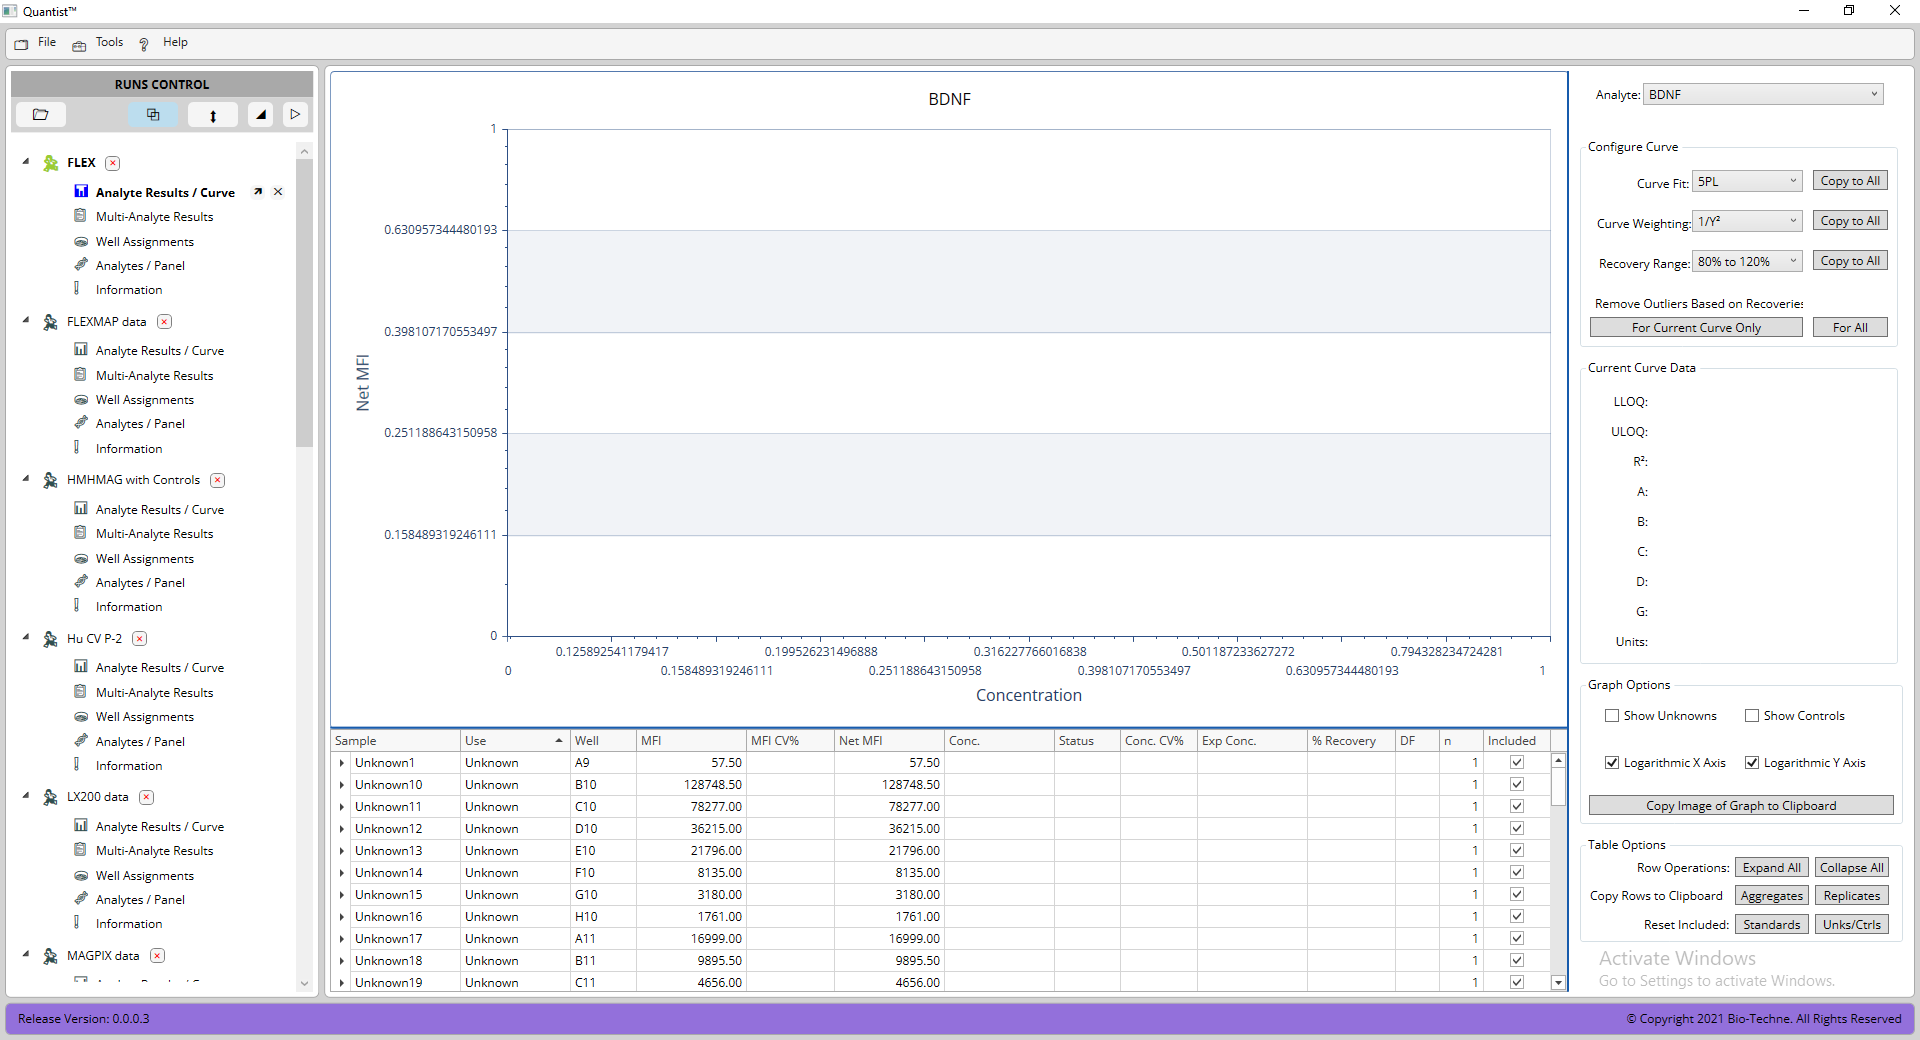 Quantist™
File Tools Help
RUNS CONTROL
FLEX
Analyte Results / Curve
Multi-Analyte Results
Well Assignments
Analytes / Panel
Information
FLEXMAP data
Analyte Results / Curve
Multi-Analyte Results
Well Assignments
Analytes / Panel
Information
HMHMAG with Controls
Analyte Results / Curve
Multi-Analyte Results
Well Assignments
Analytes / Panel
Information
Hu CV P-2
Analyte Results / Curve
Multi-Analyte Results
Well Assignments
Analytes / Panel
Information
LX200 data
Analyte Results / Curve
Multi-Analyte Results
Well Assignments
Analytes / Panel
Information
MAGPIX data
BDNF
Net MFI
1
0.630957344480193
0.398107170553497
0.251188643150958
0.158489319246111
0
0.125892541179417 0.199526231496888 0.316227766016838 0.501187233627272 0.794328234724281
0 0.158489319246111 0.251188643150958 0.398107170553497 0.630957344480193 1
Concentration
Sample Use Well MFI MFI CV% Net MFI Conc. Status Conc. CV% Exp Conc. % Recovery DF n Included
Unknown1 Unknown A9 57.50 57.50 1
Unknown10 Unknown B10 128748.50 128748.50 1
Unknown11 Unknown C10 78277.00 78277.00 1
Unknown12 Unknown D10 36215.00 36215.00 1
Unknown13 Unknown E10 21796.00 21796.00 1
Unknown14 Unknown F10 8135.00 8135.00 1
Unknown15 Unknown G10 3180.00 3180.00 1
Unknown16 Unknown H10 1761.00 1761.00 1
Unknown17 Unknown A11 16999.00 16999.00 1
Unknown18 Unknown B11 9895.50 9895.50 1
Unknown19 Unknown C11 4656.00 4656.00 1
Analyte: BDNF
Configure Curve
Curve Fit: 5PL Copy to All
Curve Weighting: 1/Y² Copy to All
Recovery Range: 80% to 120% Copy to All
Remove Outliers Based on Recoveries
For Current Curve Only For All
Current Curve Data
LLOQ:
ULOQ:
R²:
A:
B:
C:
D:
G:
Units:
Graph Options
Show Unknowns Show Controls
Logarithmic X Axis Logarithmic Y Axis
Copy Image of Graph to Clipboard
Table Options
Row Operations: Expand All Collapse All
Copy Rows to Clipboard Aggregates Replicates
Reset Included: Standards Unks/Ctrls
Activate Windows
Go to Settings to activate Windows.
Release Version: 0.0.0.3
© Copyright 2021 Bio-Techne. All Rights Reserved